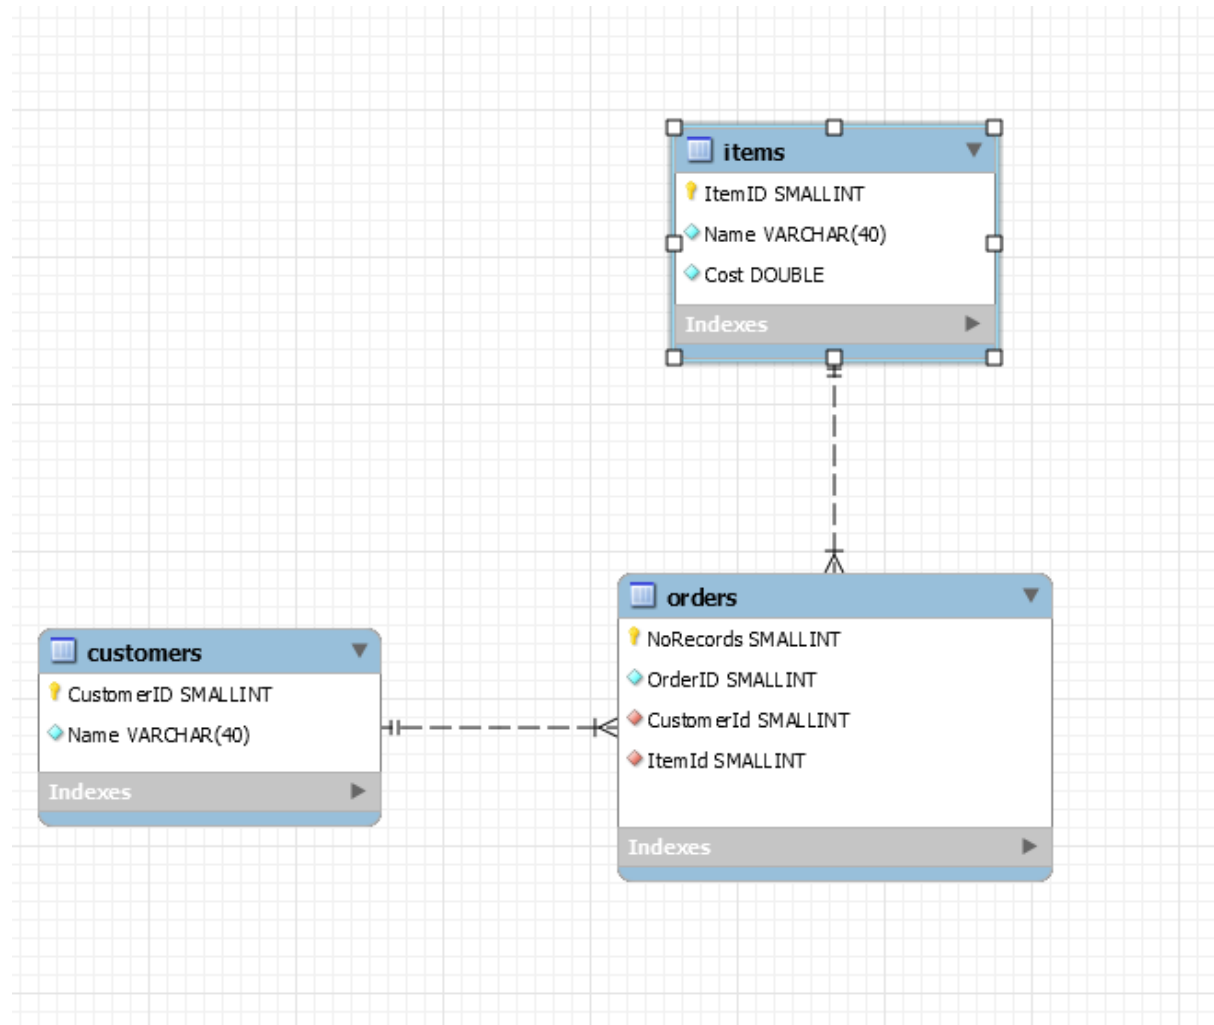 items
ItemID SMALLINT
Name VARCHAR(40)
Cost DOUBLE
Indexes
orders
NoRecords SMALLINT
OrderID SMALLINT
CustomerId SMALLINT
ItemId SMALLINT
Indexes
customers
CustomerID SMALLINT
Name VARCHAR(40)
Indexes